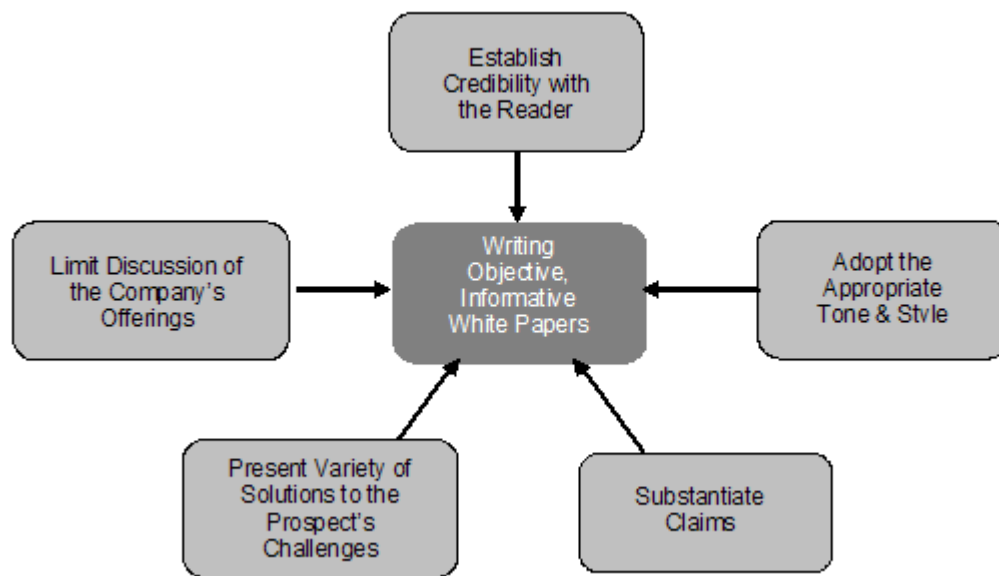 Establish
Credibility with
the Reader
Limit Discussion of
the Company's
Offerings
Writing
Objective,
Informative
White Papers
Adopt the
Appropriate
Tone & Style
Present Variety of
Solutions to the
Prospect's
Challenges
Substantiate
Claims